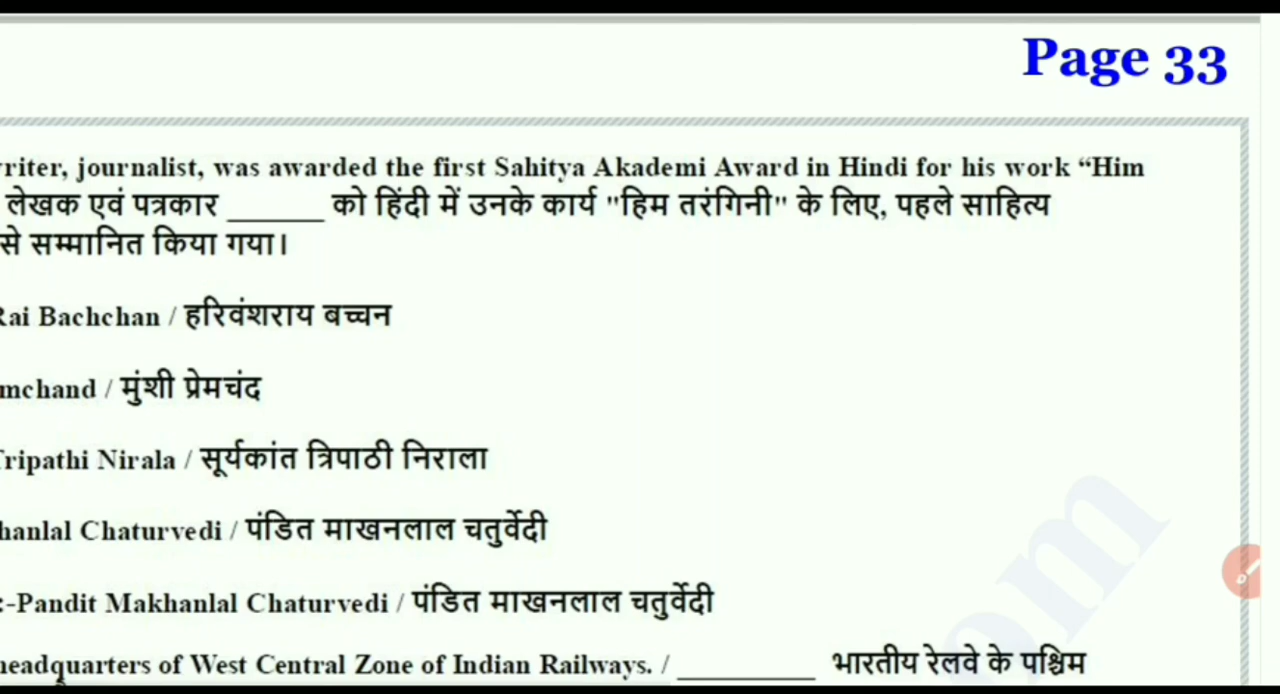 Page 33
writer, journalist, was awarded the first Sahitya Akademi Award in Hindi for his work “Him
लेखक एवं पत्रकार ______ को हिंदी में उनके कार्य "हिम तरंगिनी" के लिए, पहले साहित्य
से सम्मानित किया गया।
Rai Bachchan / हरिवंशराय बच्चन
mchand / मुंशी प्रेमचंद
Tripathi Nirala / सूर्यकांत त्रिपाठी निराला
hanlal Chaturvedi / पंडित माखनलाल चतुर्वेदी
:-Pandit Makhanlal Chaturvedi / पंडित माखनलाल चतुर्वेदी
headquarters of West Central Zone of Indian Railways. / ________ भारतीय रेलवे के पश्चिम
om